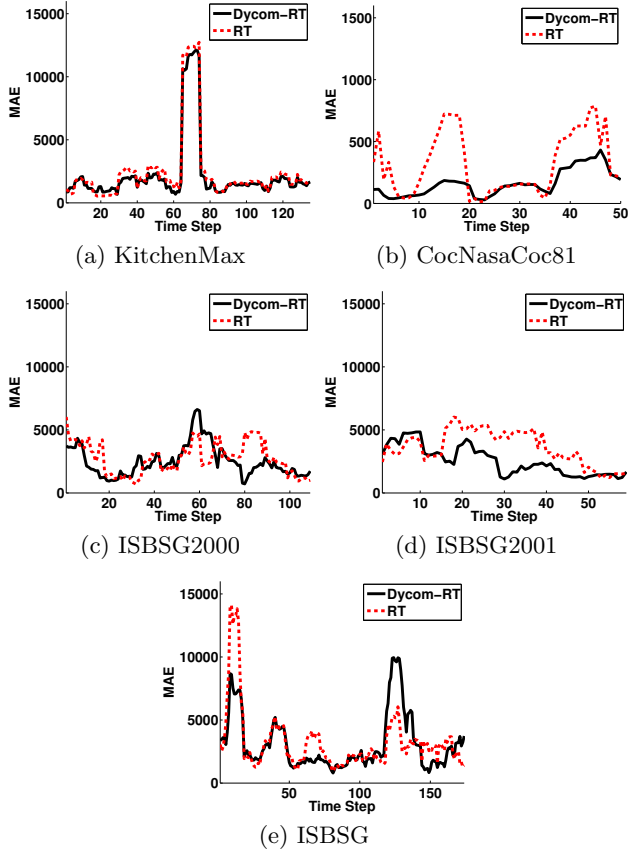 15000
10000
5000
0
MAE
Dycom-RT
RT
20 40 60 80 100 120
Time Step
(a) KitchenMax
1500
1000
500
0
MAE
Dycom-RT
RT
10 20 30 40 50
Time Step
(b) CocNasaCoc81
15000
10000
5000
0
MAE
Dycom-RT
RT
20 40 60 80 100
Time Step
(c) ISBSG2000
15000
10000
5000
0
MAE
Dycom-RT
RT
10 20 30 40 50
Time Step
(d) ISBSG2001
15000
10000
5000
0
MAE
Dycom-RT
RT
50 100 150
Time Step
(e) ISBSG